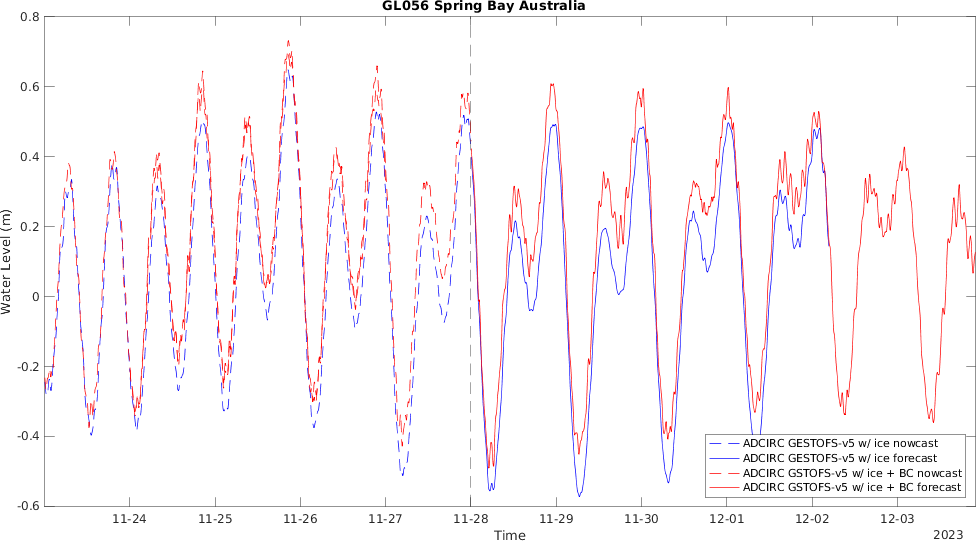 GL056 Spring Bay Australia
0.8
0.6
0.4
0.2
0
-0.2
-0.4
-0.6
Water Level (m)
ADCIRC GESTOFS-v5 w/ ice nowcast
ADCIRC GESTOFS-v5 w/ ice forecast
ADCIRC GSTOFS-v5 w/ ice + BC nowcast
ADCIRC GSTOFS-v5 w/ ice + BC forecast
11-24 11-25 11-26 11-27 11-28 11-29 11-30 12-01 12-02 12-03
Time
2023